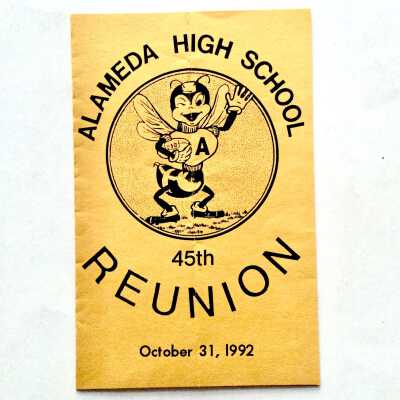 ALAMEDA HIGH SCHOOL
A
45th
REUNION
October 31, 1992